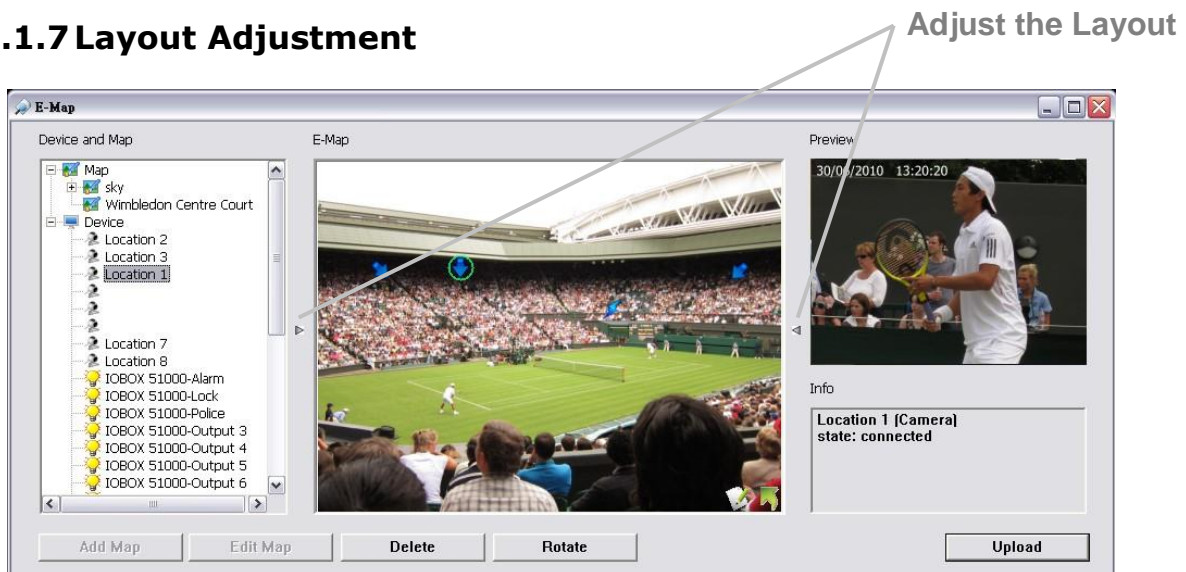 .1.7 Layout Adjustment
Adjust the Layout
E-Map
Device and Map
E-Map
Preview
Map
sky
Wimbledon Centre Court
Device
Location 2
Location 3
Location 1
Location 7
Location 8
IOBOX 51000-Alarm
IOBOX 51000-Lock
IOBOX 51000-Police
IOBOX 51000-Output 3
IOBOX 51000-Output 4
IOBOX 51000-Output 5
IOBOX 51000-Output 6
30/06/2010 13:20:20
Info
Location 1 (Camera)
state: connected
Add Map
Edit Map
Delete
Rotate
Upload